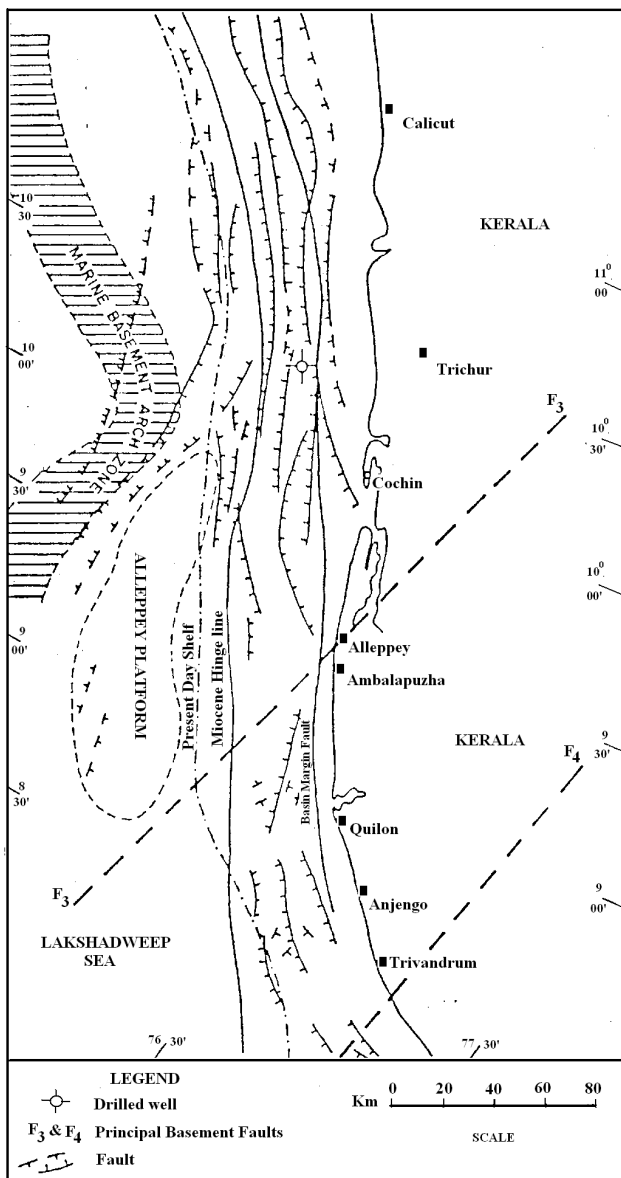 Calicut
10
30
KERALA
11⁰
00
MARINE BASEMENT ARCH ZONE
10
00'
Trichur
F3
10⁰
30'
9
30'
Cochin
10⁰
00'
ALLEPPEY PLATFORM
Present Day Shelf
Miocene Hinge line
9
00'
Alleppey
Ambalapuzha
KERALA
9
30'
F4
Basin Margin Fault
8
30'
Quilon
F3
Anjengo
9
00'
LAKSHADWEEP
SEA
Trivandrum
76 30'
77 30'
LEGEND
Drilled well
F3 & F4 Principal Basement Faults
Fault
Km 0 20 40 60 80
SCALE